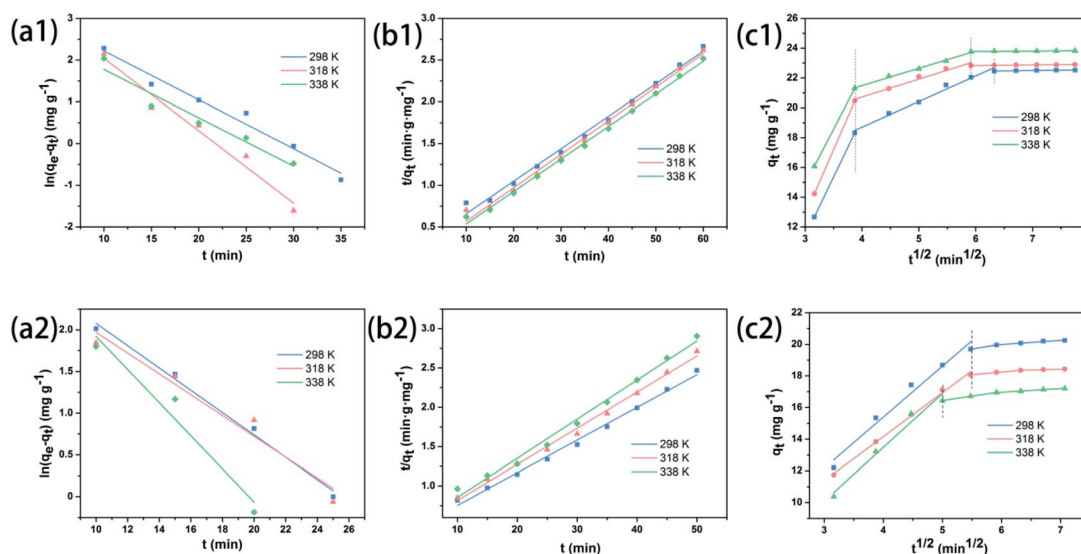 (a1)
ln(qe-qt) (mg g-1)
2
1
0
-1
-2
10
15
20
25
30
35
t (min)
298 K
318 K
338 K
(b1)
t/qt (min·g·mg-1)
3.0
2.5
2.0
1.5
1.0
0.5
10
20
30
40
50
60
t (min)
298 K
318 K
338 K
(c1)
qt (mg g-1)
26
24
22
20
18
16
14
12
3
4
5
6
7
t1/2 (min1/2)
298 K
318 K
338 K
(a2)
ln(qe-qt) (mg g-1)
2.0
1.5
1.0
0.5
0.0
10
12
14
16
18
20
22
24
26
t (min)
298 K
318 K
338 K
(b2)
t/qt (min·g·mg-1)
3.0
2.5
2.0
1.5
1.0
10
20
30
40
50
t (min)
298 K
318 K
338 K
(c2)
qt (mg g-1)
22
20
18
16
14
12
10
3
4
5
6
7
t1/2 (min1/2)
298 K
318 K
338 K